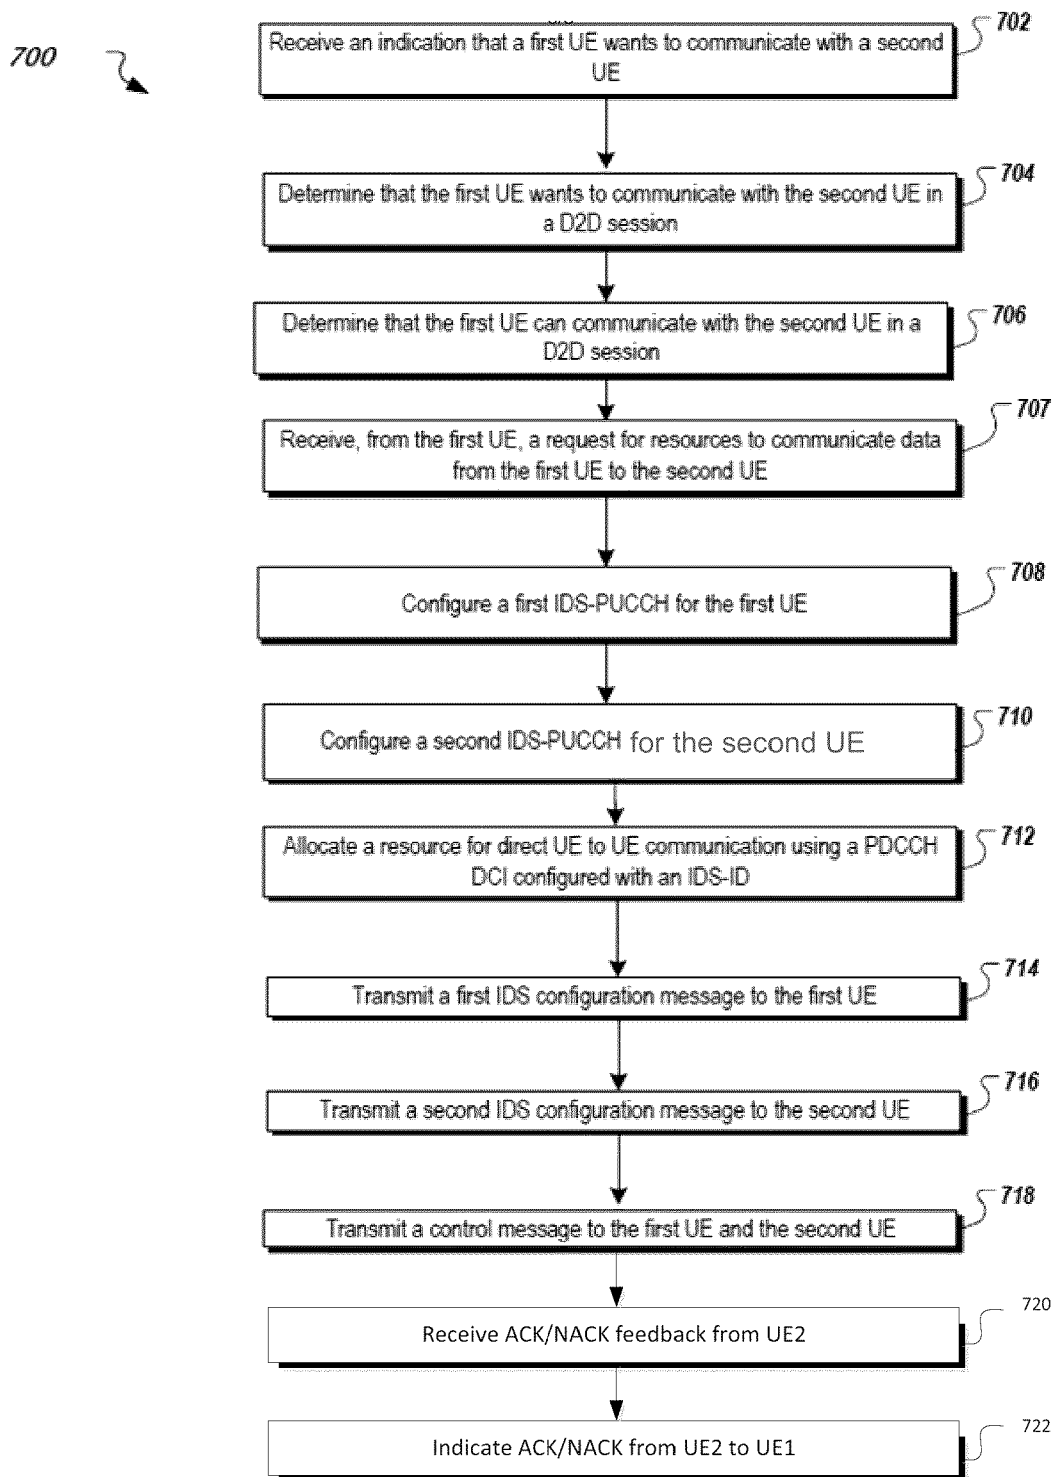 700
Receive an indication that a first UE wants to communicate with a second
UE
702
Determine that the first UE wants to communicate with the second UE in
a D2D session
704
Determine that the first UE can communicate with the second UE in a
D2D session
706
Receive, from the first UE, a request for resources to communicate data
from the first UE to the second UE
707
Configure a first IDS-PUCCH for the first UE
708
Configure a second IDS-PUCCH for the second UE
710
Allocate a resource for direct UE to UE communication using a PDCCH
DCI configured with an IDS-ID
712
Transmit a first IDS configuration message to the first UE
714
Transmit a second IDS configuration message to the second UE
716
Transmit a control message to the first UE and the second UE
718
Receive ACK/NACK feedback from UE2
720
Indicate ACK/NACK from UE2 to UE1
722